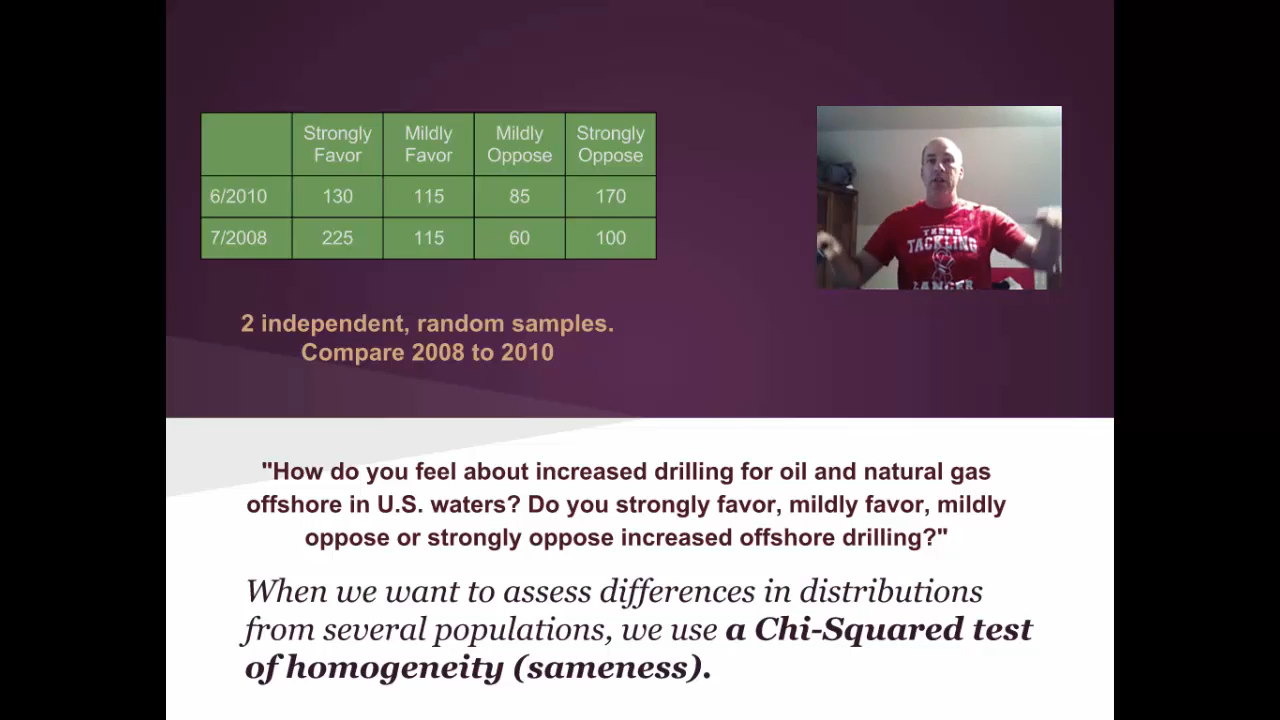 Strongly Favor Mildly Favor Mildly Oppose Strongly Oppose
6/2010 130 115 85 170
7/2008 225 115 60 100
2 independent, random samples.
Compare 2008 to 2010
TACKLING
CANCER
"How do you feel about increased drilling for oil and natural gas
offshore in U.S. waters? Do you strongly favor, mildly favor, mildly
oppose or strongly oppose increased offshore drilling?"
When we want to assess differences in distributions
from several populations, we use a Chi-Squared test
of homogeneity (sameness).